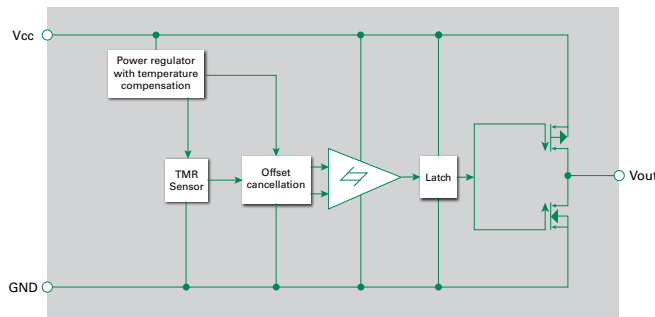 Vcc
Power regulator
with temperature
compensation
TMR
Sensor
Offset
cancellation
Latch
Vout
GND